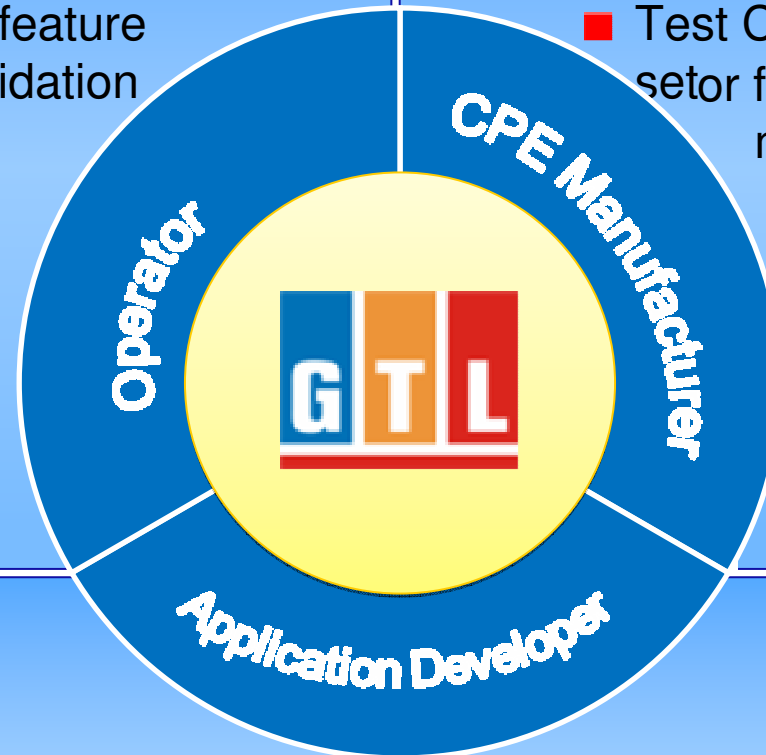 feature
idation
Test C
setor f
Operator
CPE Manufacturer
GTL
Application Developer